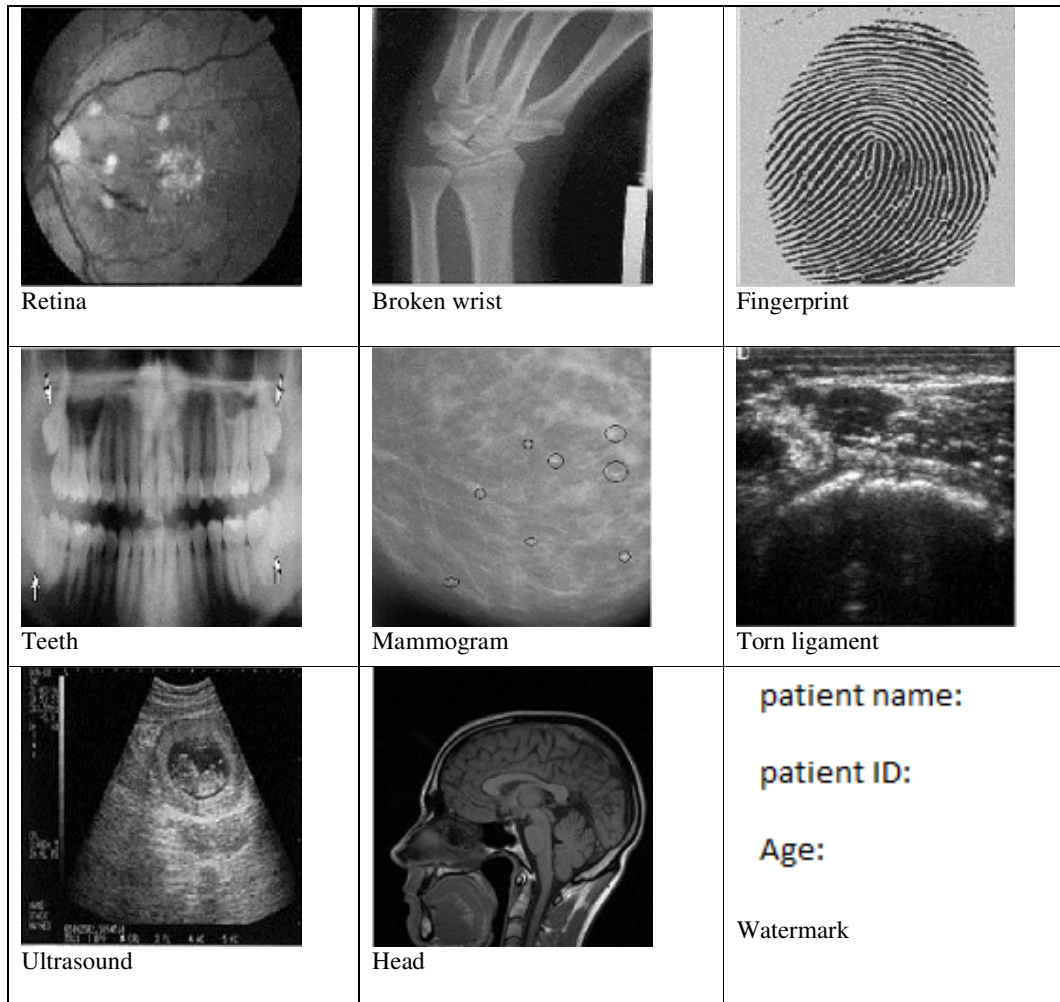 Retina
Broken wrist
Fingerprint
Teeth
Mammogram
Torn ligament
patient name:
patient ID:
Age:
Watermark
Ultrasound
Head